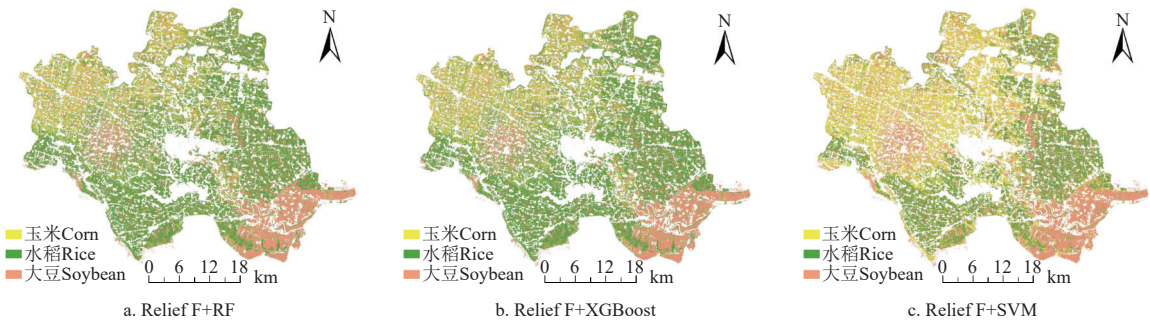 N
玉米Corn
水稻Rice
大豆Soybean
0 6 12 18 km
a. Relief F+RF
N
玉米Corn
水稻Rice
大豆Soybean
0 6 12 18 km
b. Relief F+XGBoost
N
玉米Corn
水稻Rice
大豆Soybean
0 6 12 18 km
c. Relief F+SVM